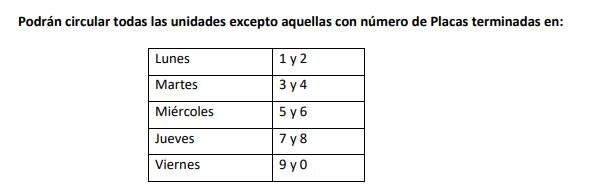 Podrán circular todas las unidades excepto aquellas con número de Placas terminadas en:
Lunes 1 y 2
Martes 3 y 4
Miércoles 5 y 6
Jueves 7 y 8
Viernes 9 y 0